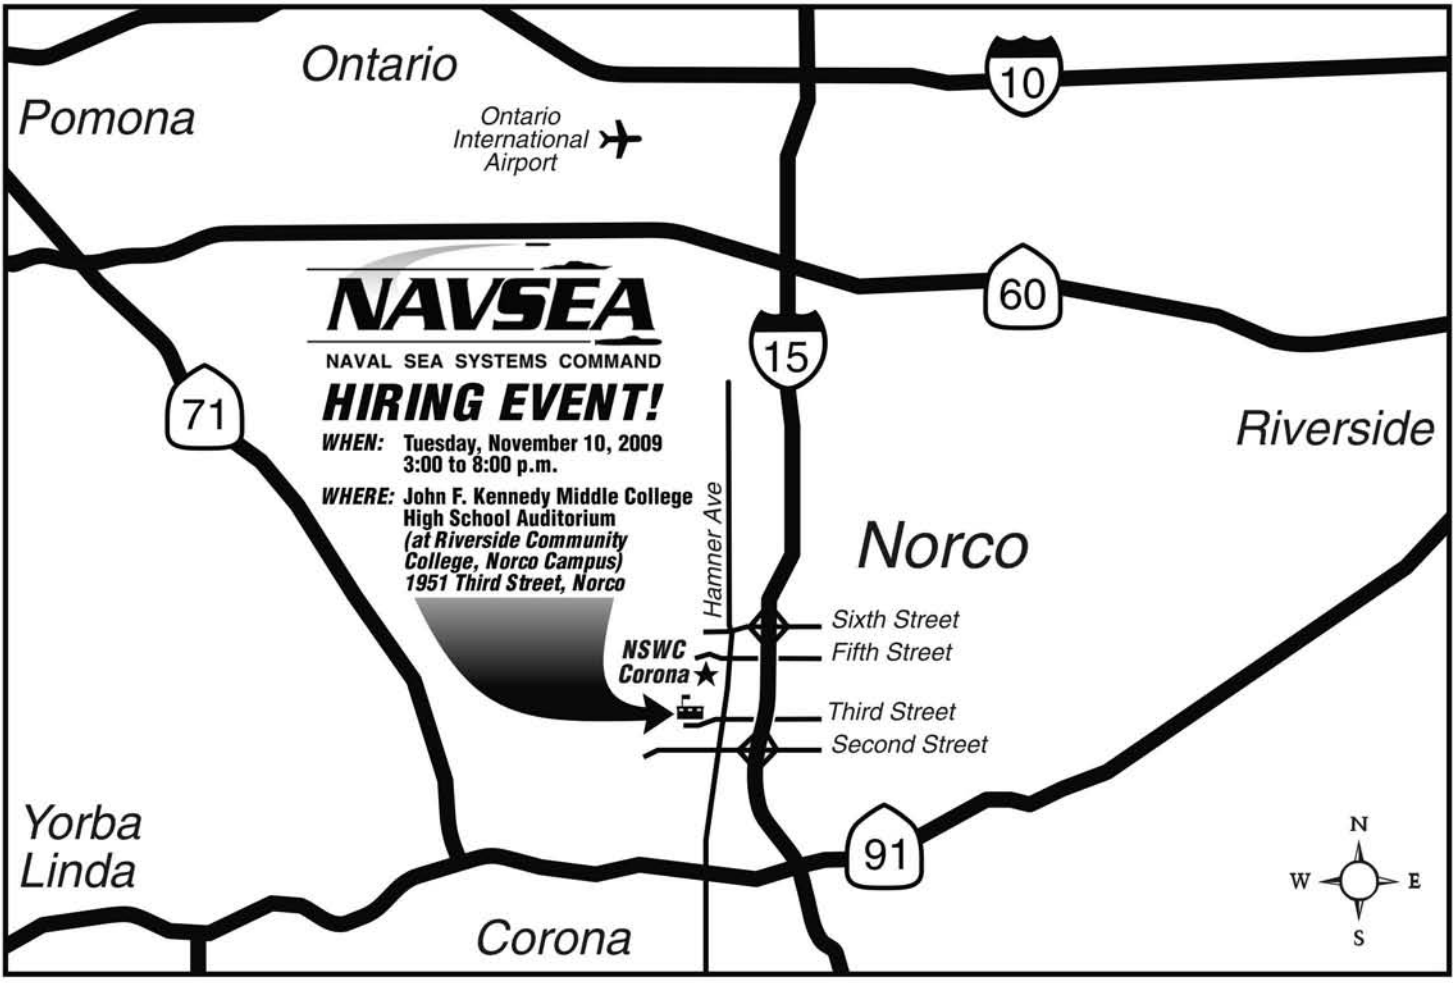 Ontario
10
Pomona
Ontario
International
Airport
60
NAVSEA
NAVAL SEA SYSTEMS COMMAND
15
HIRING EVENT!
71
WHEN: Tuesday, November 10, 2009
3:00 to 8:00 p.m.
Riverside
WHERE: John F. Kennedy Middle College
High School Auditorium
(at Riverside Community
College, Norco Campus)
1951 Third Street, Norco
Hamner Ave
Norco
Sixth Street
NSWC
Corona
Fifth Street
Third Street
Second Street
Yorba
Linda
91
N
W E
S
Corona